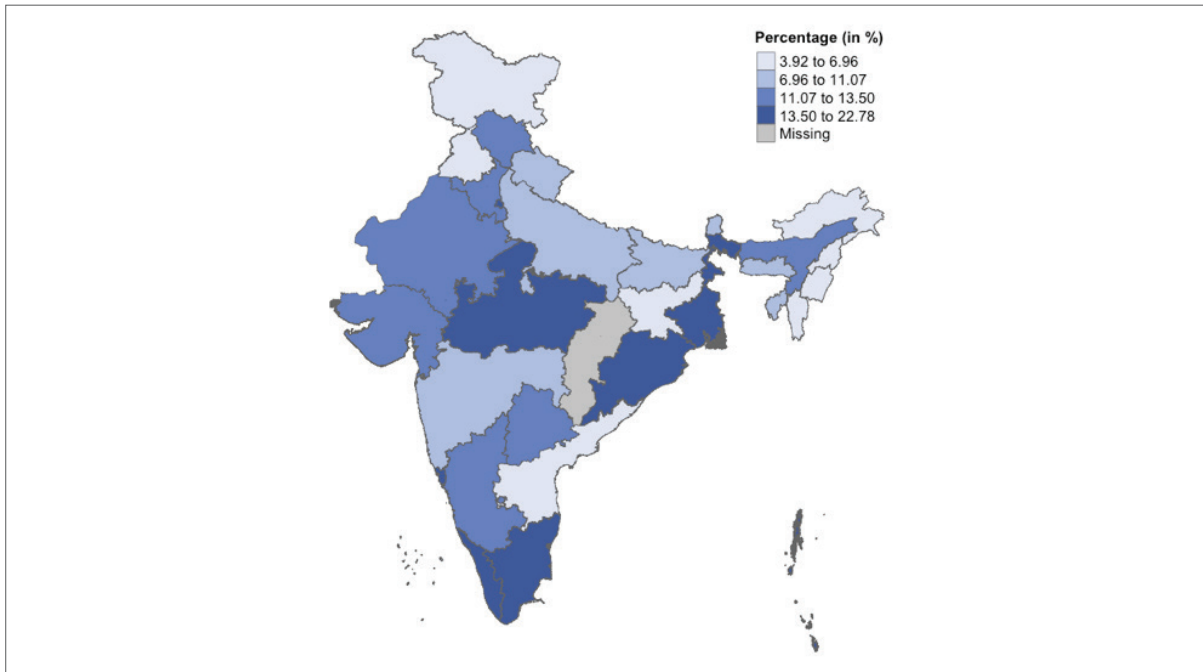 Percentage (in %)
3.92 to 6.96
6.96 to 11.07
11.07 to 13.50
13.50 to 22.78
Missing